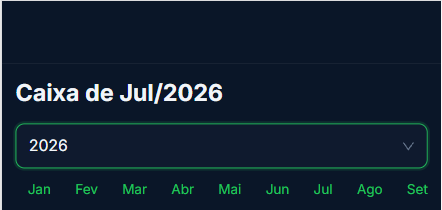 Caixa de Jul/2026
2026
Jan Fev Mar Abr Mai Jun Jul Ago Set